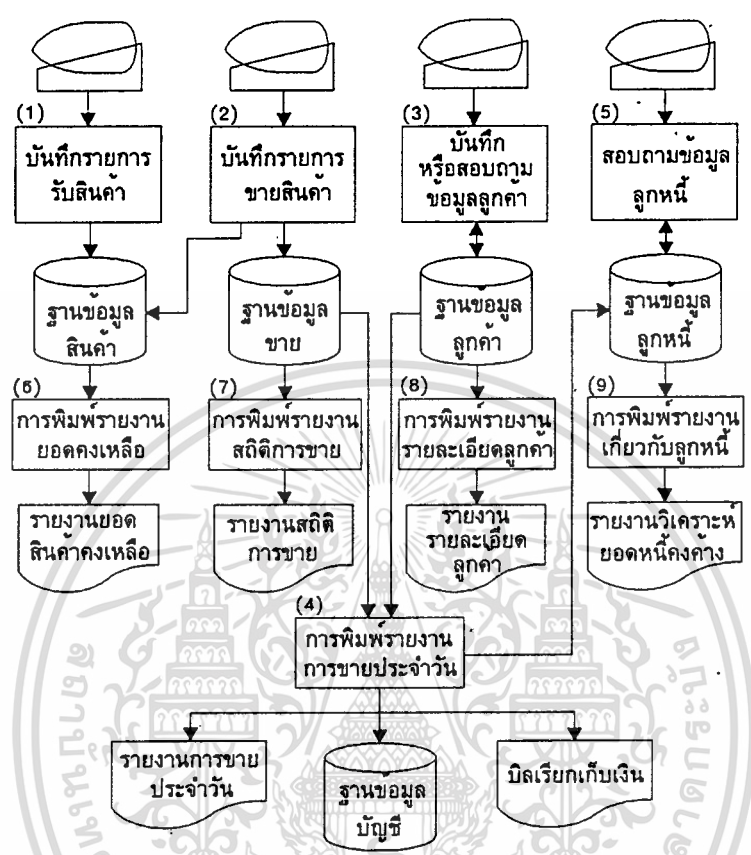 (1)
บันทึกรายการ
รับสินค้า
(2)
บันทึกรายการ
ขายสินค้า
(3)
บันทึก
หรือสอบถาม
ข้อมูลลูกค้า
(5)
สอบถามข้อมูล
ลูกหนี้
ฐานข้อมูล
สินค้า
ฐานข้อมูล
ขาย
ฐานข้อมูล
ลูกค้า
ฐานข้อมูล
ลูกหนี้
(6)
การพิมพ์รายงาน
ยอดคงเหลือ
(7)
การพิมพ์รายงาน
สถิติการขาย
(8)
การพิมพ์รายงาน
รายละเอียดลูกค้า
(9)
การพิมพ์รายงาน
เกี่ยวกับลูกหนี้
รายงานยอด
สินค้าคงเหลือ
รายงานสถิติ
การขาย
รายงาน
รายละเอียด
ลูกค้า
รายงานวิเคราะห์
ยอดหนี้คงค้าง
(4)
การพิมพ์รายงาน
การขายประจำวัน
รายงานการขาย
ประจำวัน
ฐานข้อมูล
บัญชี
บิลเรียกเก็บเงิน